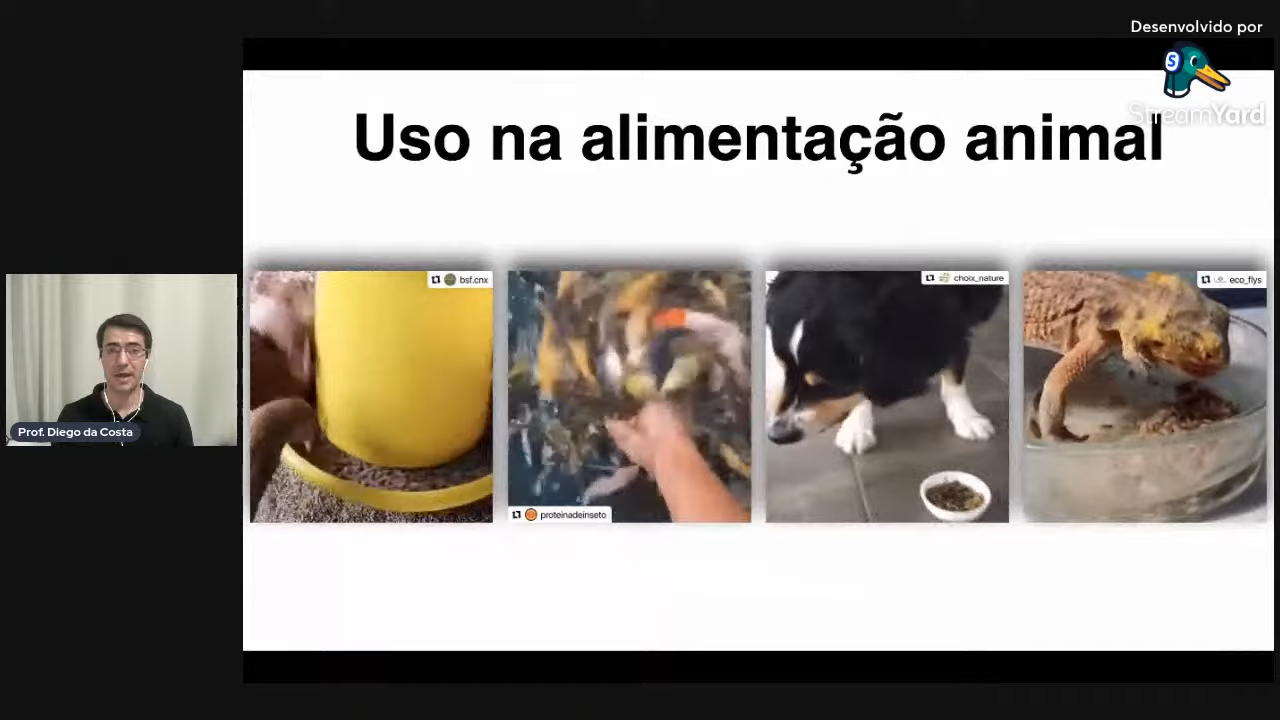 Desenvolvido por
StreamYard
Uso na alimentação animal
bsf.cnx
choix_nature
eco_flys
proteinadeinseto
Prof. Diego da Costa